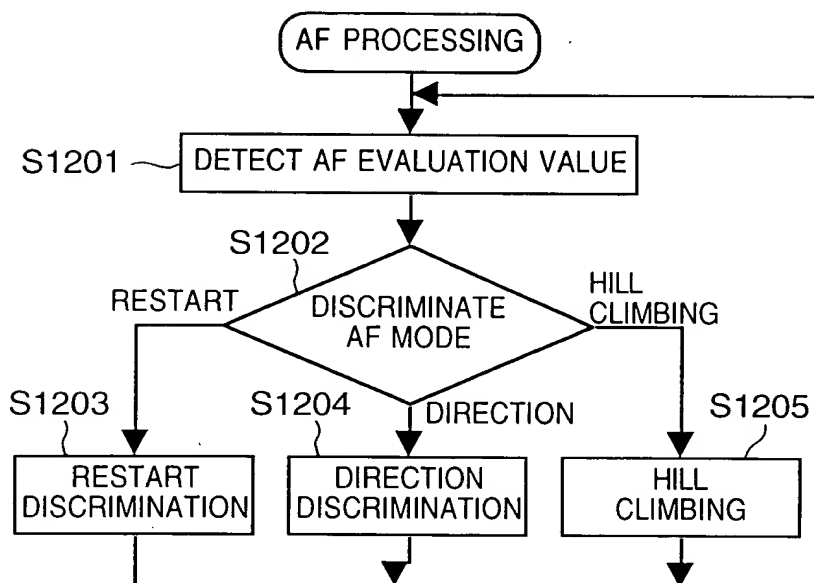 AF PROCESSING
S1201
DETECT AF EVALUATION VALUE
S1202
RESTART
DISCRIMINATE
AF MODE
HILL
CLIMBING
DIRECTION
S1203
S1204
S1205
RESTART
DISCRIMINATION
DIRECTION
DISCRIMINATION
HILL
CLIMBING